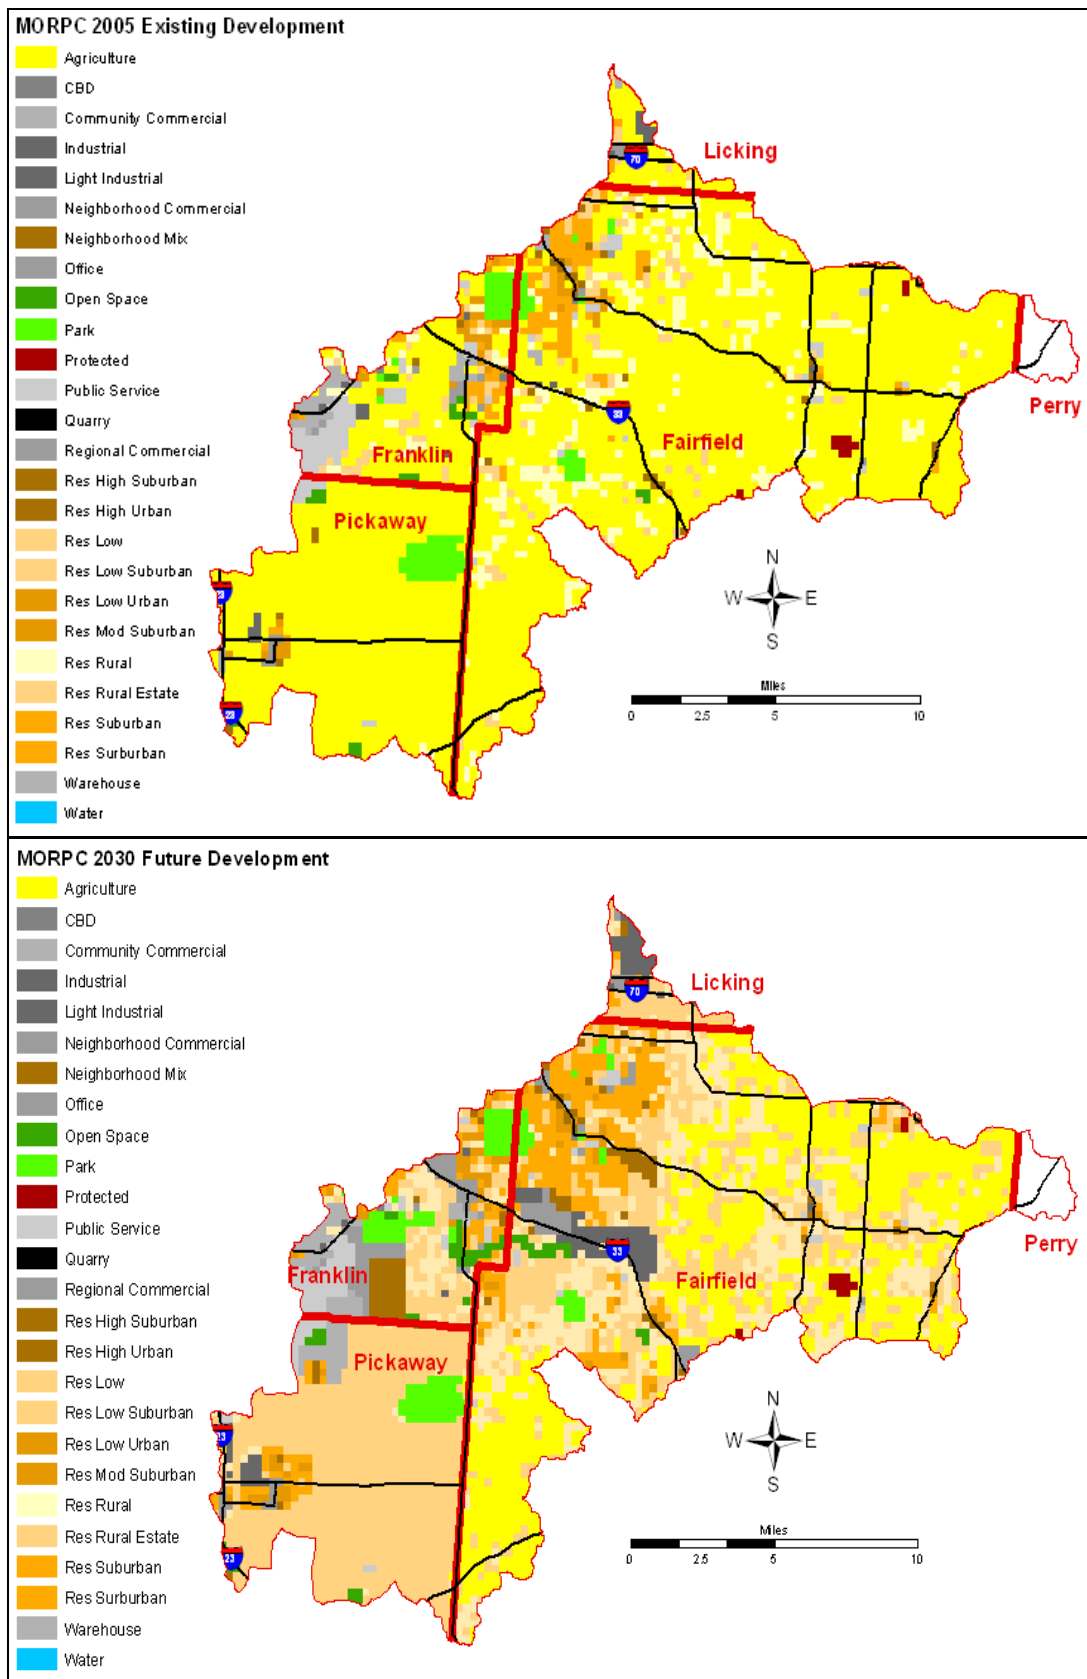 MORPC 2005 Existing Development
Agriculture
CBD
Community Commercial
Industrial
Light Industrial
Neighborhood Commercial
Neighborhood Mix
Office
Open Space
Park
Protected
Public Service
Quarry
Regional Commercial
Res High Suburban
Res High Urban
Res Low
Res Low Suburban
Res Low Urban
Res Mod Suburban
Res Rural
Res Rural Estate
Res Suburban
Res Surburban
Warehouse
Water
70
Licking
33
Fairfield
Perry
Franklin
Pickaway
23
N
W E
S
Miles
0 2.5 5 10
MORPC 2030 Future Development
Agriculture
CBD
Community Commercial
Industrial
Light Industrial
Neighborhood Commercial
Neighborhood Mix
Office
Open Space
Park
Protected
Public Service
Quarry
Regional Commercial
Res High Suburban
Res High Urban
Res Low
Res Low Suburban
Res Low Urban
Res Mod Suburban
Res Rural
Res Rural Estate
Res Suburban
Res Surburban
Warehouse
Water
Licking
70
Perry
33
Franklin
Fairfield
Pickaway
23
N
W E
S
Miles
0 2.5 5 10